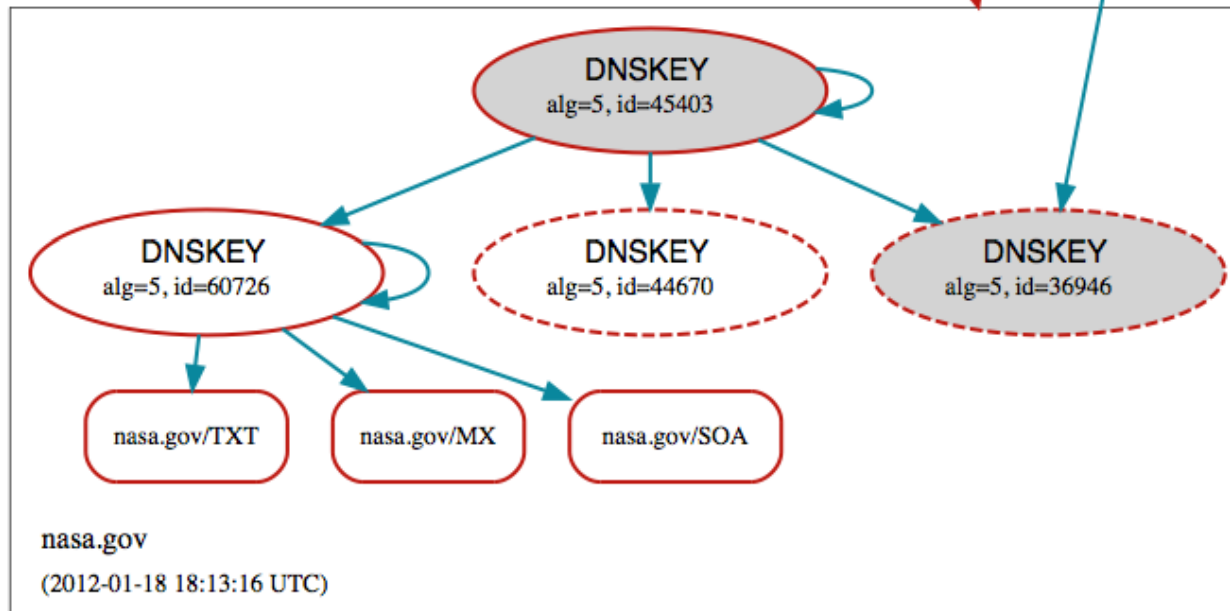 DNSKEY
alg=5, id=45403
DNSKEY
alg=5, id=60726
DNSKEY
alg=5, id=44670
DNSKEY
alg=5, id=36946
nasa.gov/TXT
nasa.gov/MX
nasa.gov/SOA
nasa.gov
(2012-01-18 18:13:16 UTC)